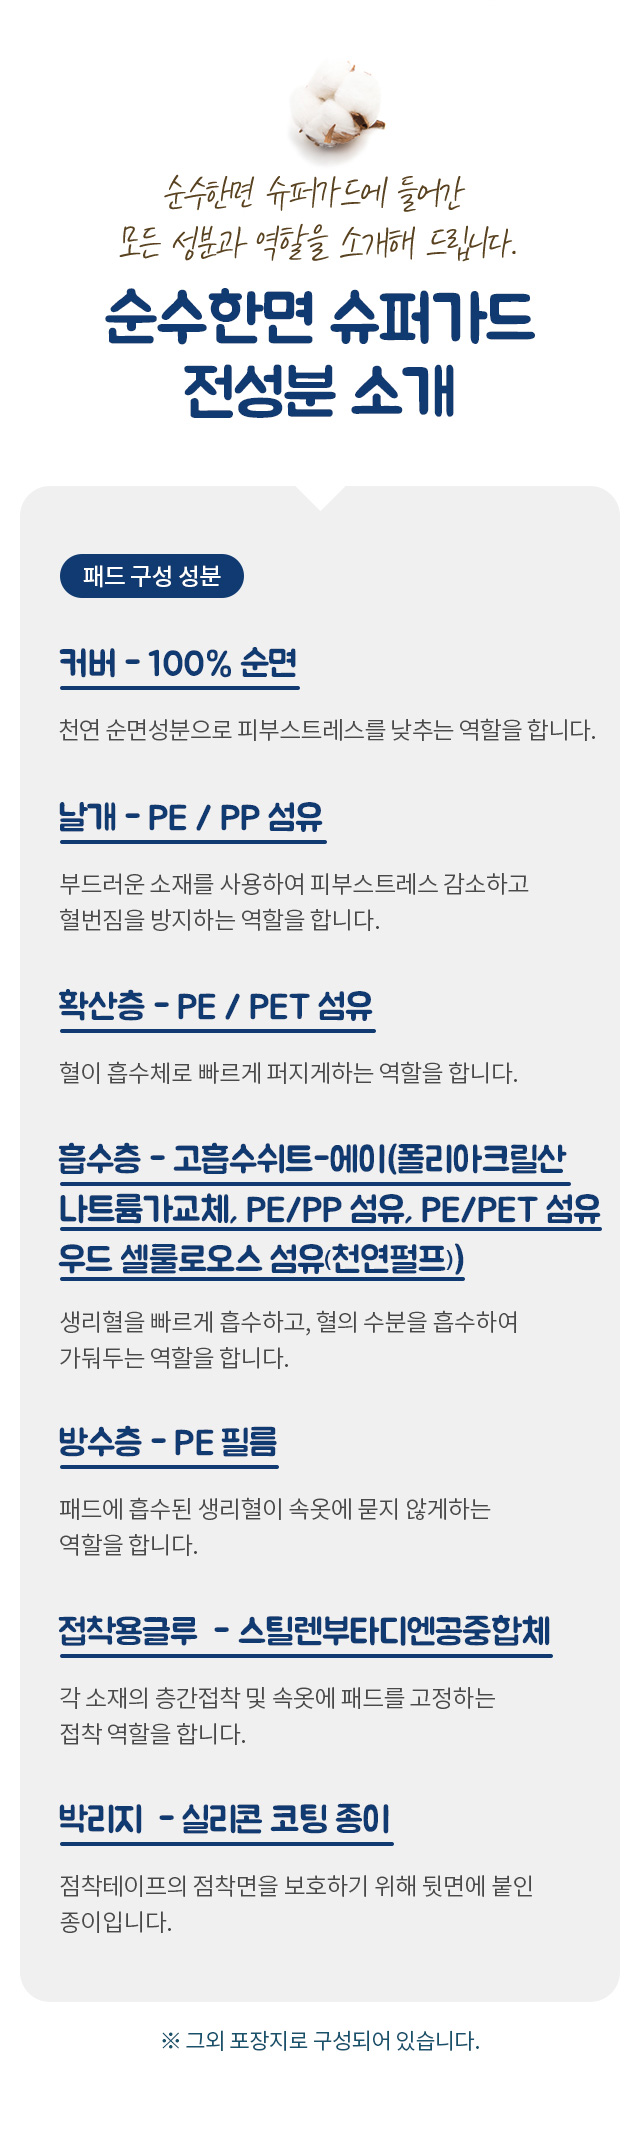 순수한면 슈퍼가드에 들어간
모든 성분과 역할을 소개해 드립니다.
순수한면 슈퍼가드
전성분 소개
패드 구성 성분
커버 - 100% 순면
천연 순면성분으로 피부스트레스를 낮추는 역할을 합니다.
날개 - PE / PP 섬유
부드러운 소재를 사용하여 피부스트레스 감소하고
혈번짐을 방지하는 역할을 합니다.
확산층 - PE / PET 섬유
혈이 흡수체로 빠르게 퍼지게하는 역할을 합니다.
흡수층 - 고흡수쉬트-에이(폴리아크릴산
나트륨가교체, PE/PP 섬유, PE/PET 섬유
우드 셀룰로오스 섬유(천연펄프))
생리혈을 빠르게 흡수하고, 혈의 수분을 흡수하여
가둬두는 역할을 합니다.
방수층 - PE 필름
패드에 흡수된 생리혈이 속옷에 묻지 않게하는
역할을 합니다.
접착용글루 - 스틸렌부타디엔공중합체
각 소재의 층간접착 및 속옷에 패드를 고정하는
접착 역할을 합니다.
박리지 - 실리콘 코팅 종이
점착테이프의 점착면을 보호하기 위해 뒷면에 붙인
종이입니다.
※ 그외 포장지로 구성되어 있습니다.